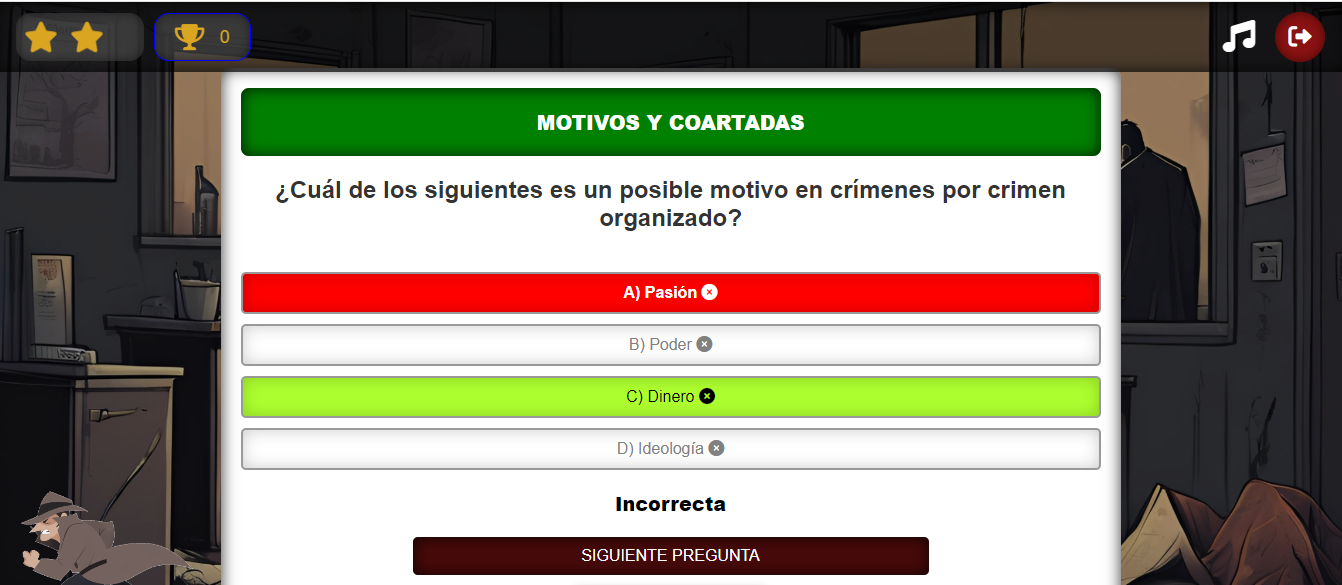 0
MOTIVOS Y COARTADAS
¿Cuál de los siguientes es un posible motivo en crímenes por crimen
organizado?
A) Pasión
B) Poder
C) Dinero
D) Ideología
Incorrecta
SIGUIENTE PREGUNTA